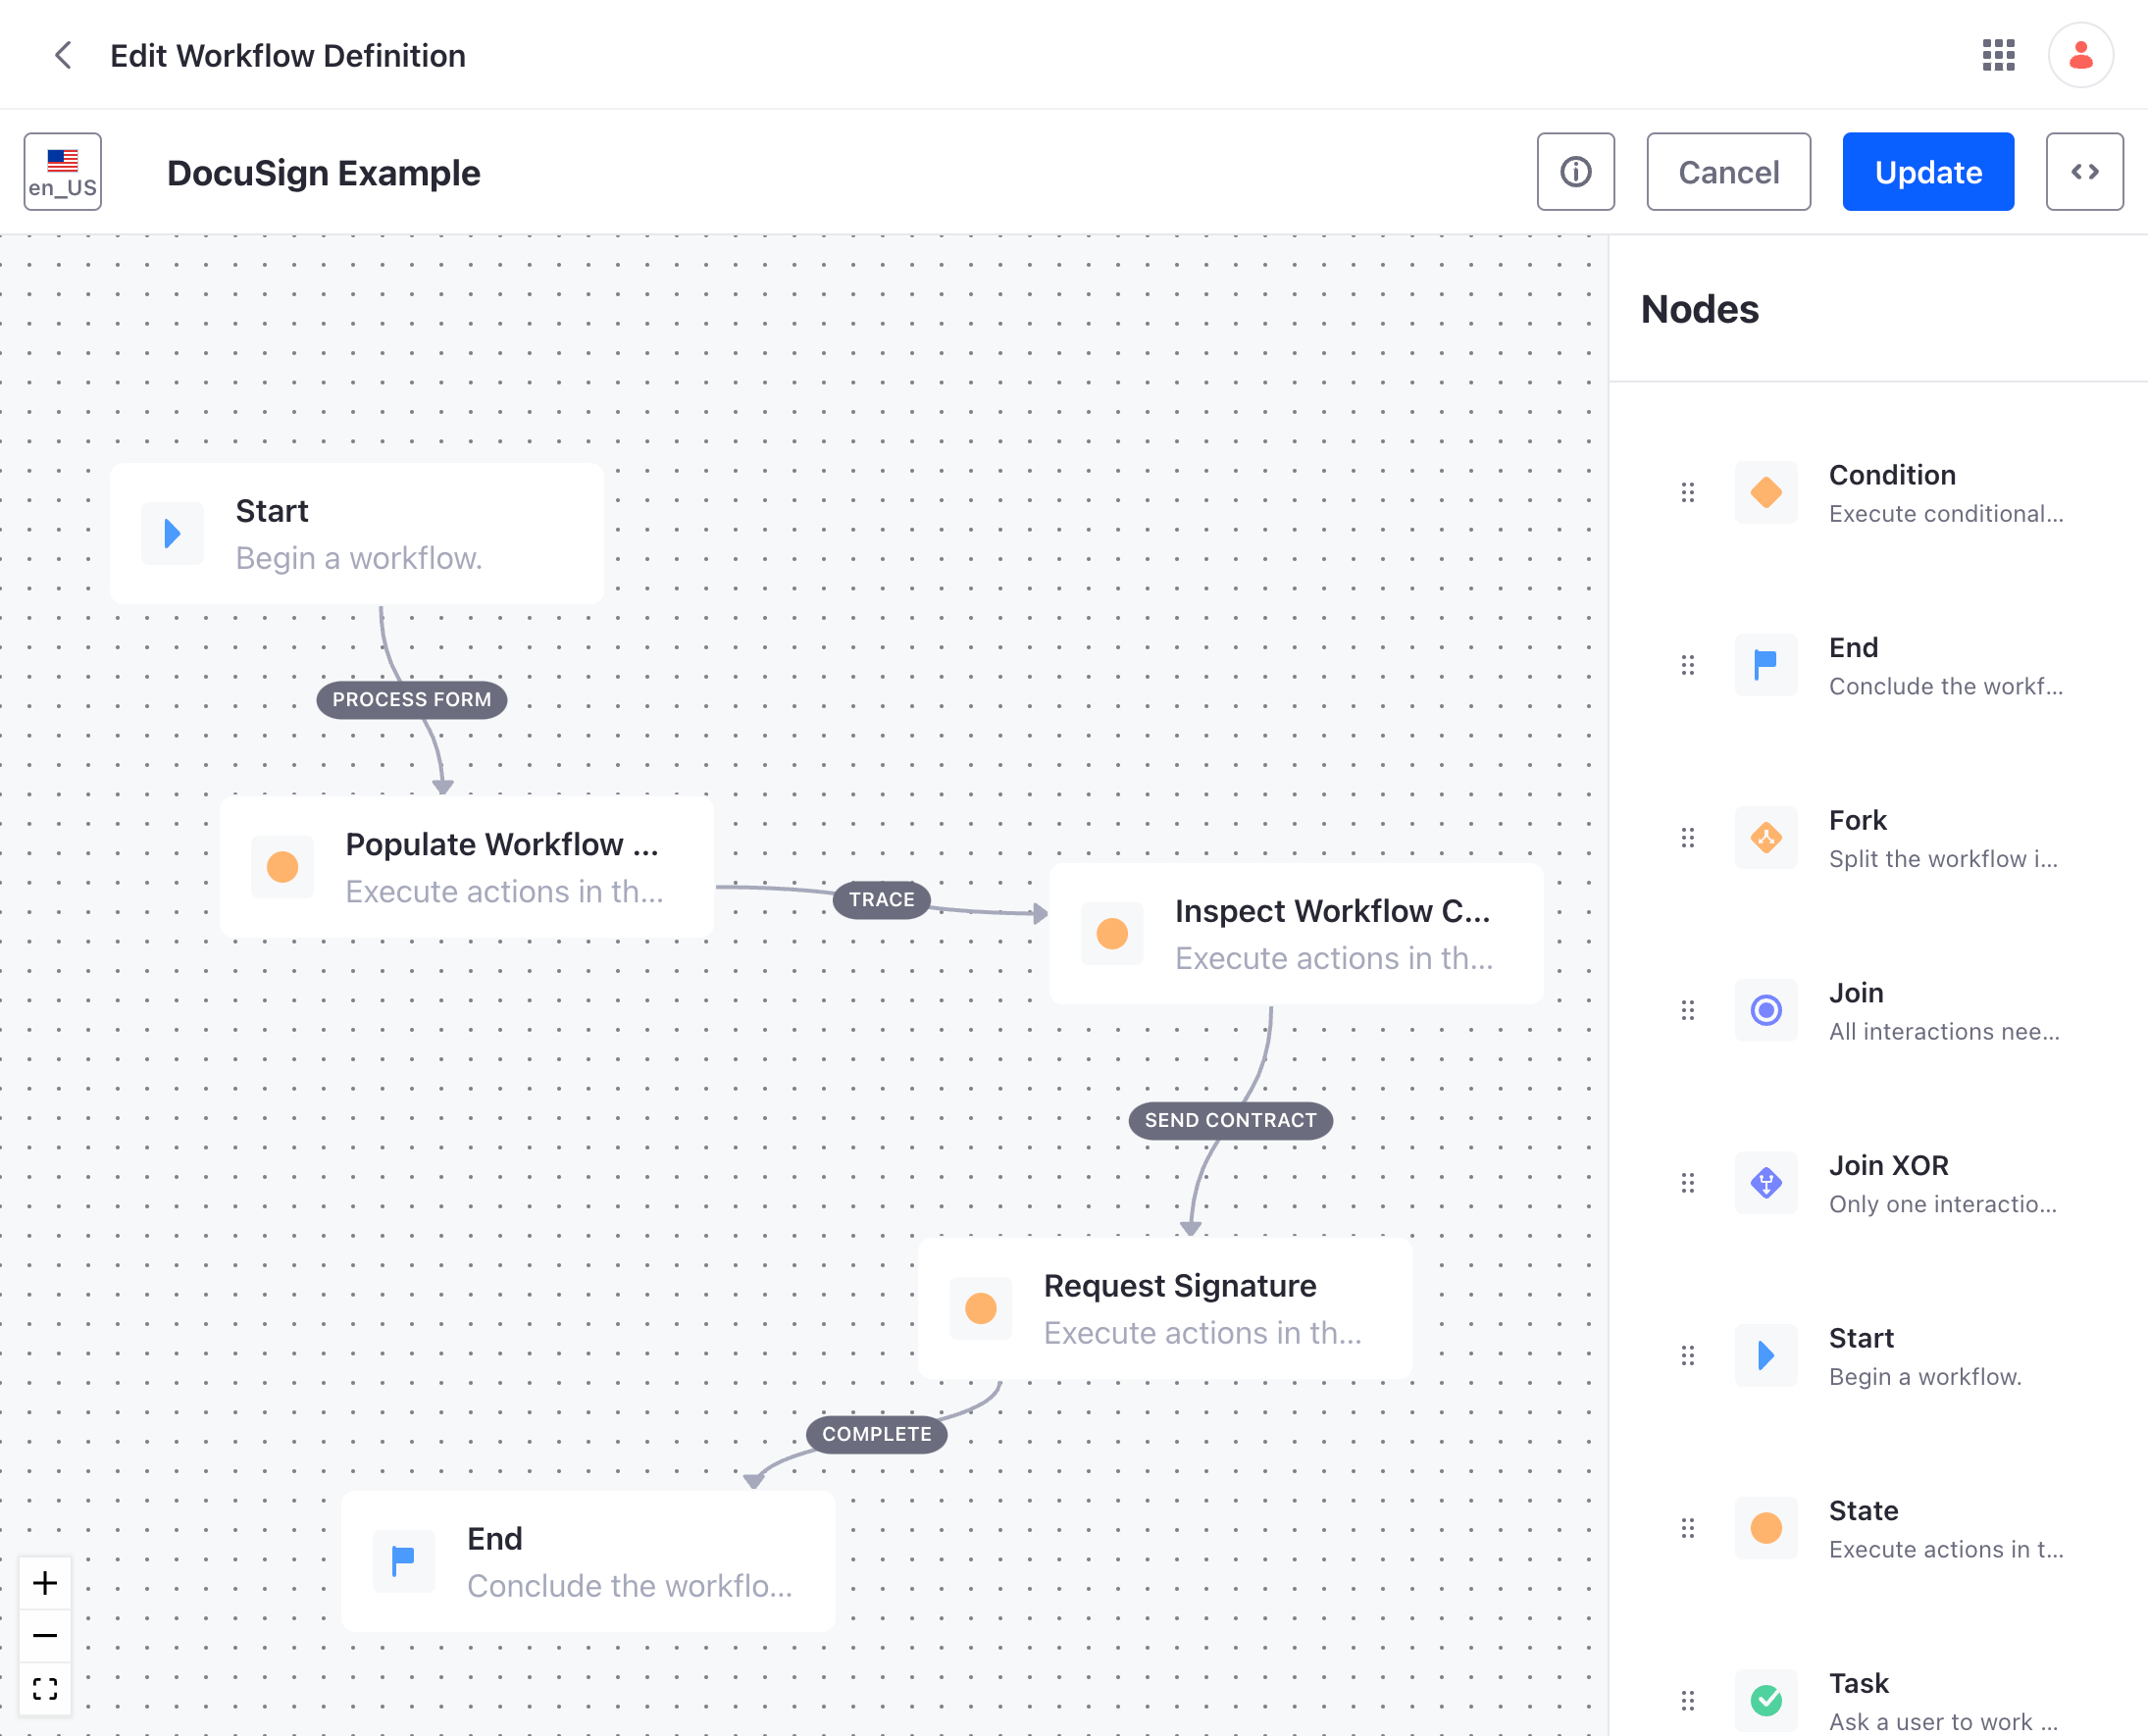 Edit Workflow Definition
en_US
DocuSign Example
Cancel
Update
Start
Begin a workflow.
PROCESS FORM
Populate Workflow ...
Execute actions in th...
TRACE
Inspect Workflow C...
Execute actions in th...
SEND CONTRACT
Request Signature
Execute actions in th...
COMPLETE
End
Conclude the workflo...
Nodes
Condition
Execute conditional...
End
Conclude the workf...
Fork
Split the workflow i...
Join
All interactions nee...
Join XOR
Only one interactio...
Start
Begin a workflow.
State
Execute actions in t...
Task
Ask a user to work ...